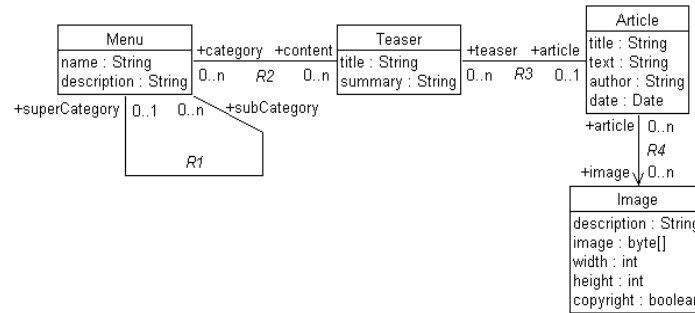 Menu
name : String
description : String
+category
+content
0..n
R2
0..n
Teaser
title : String
summary : String
+teaser
+article
0..n
R3
0..1
Article
title : String
text : String
author : String
date : Date
+superCategory
0..1
0..n
+subCategory
R1
+article
0..n
R4
+image
0..n
Image
description : String
image : byte[]
width : int
height : int
copyright : boolean